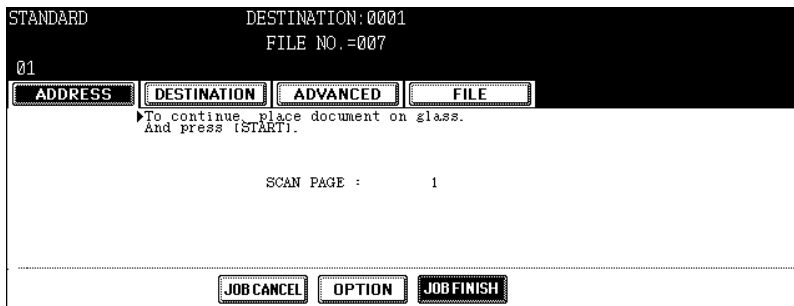 STANDARD DESTINATION:0001
FILE NO.=007
01
ADDRESS DESTINATION ADVANCED FILE
To continue, place document on glass.
And press [START].
SCAN PAGE : 1
JOB CANCEL OPTION JOB FINISH